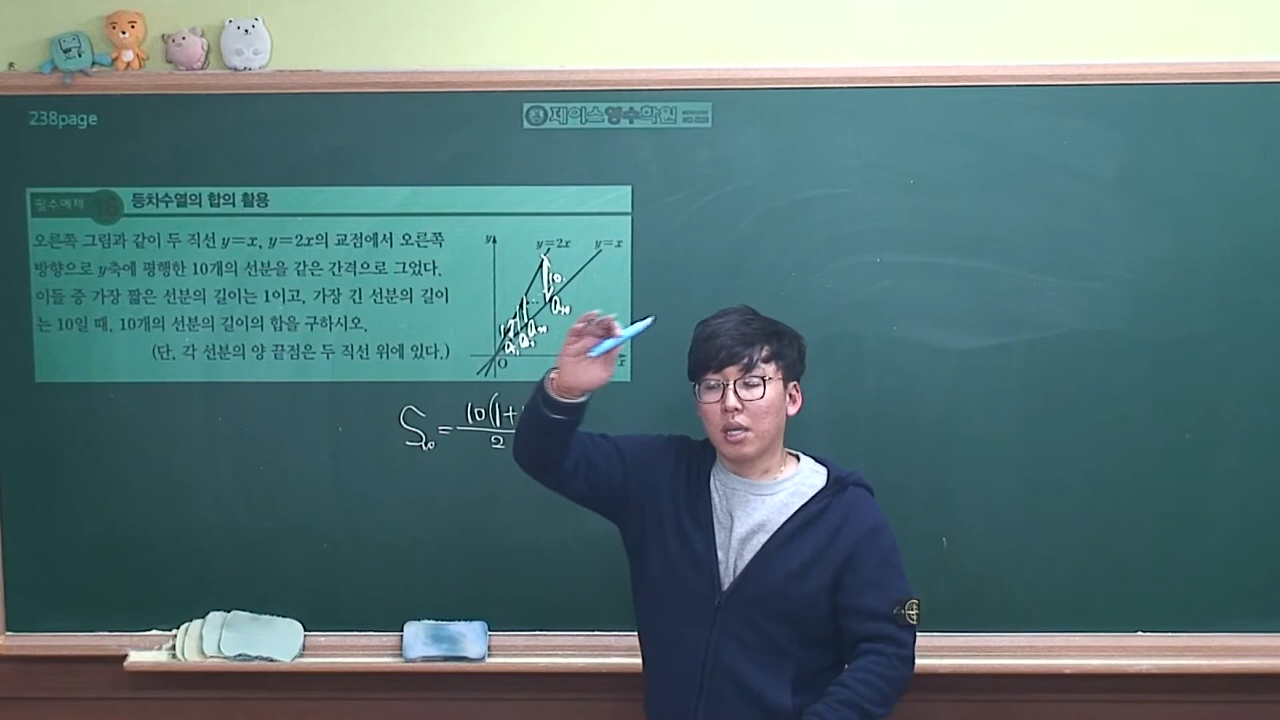 238page
제이스영수학원
필수예제 등차수열의 합의 활용
오른쪽 그림과 같이 두 직선 y=x, y=2x의 교점에서 오른쪽
방향으로 y축에 평행한 10개의 선분을 같은 간격으로 그었다.
이들 중 가장 짧은 선분의 길이는 1이고, 가장 긴 선분의 길이
는 10일 때, 10개의 선분의 길이의 합을 구하시오.
(단, 각 선분의 양 끝점은 두 직선 위에 있다.)
y y=2x y=x
10
a₁₀
O x
S₁₀ = 10(1+
2